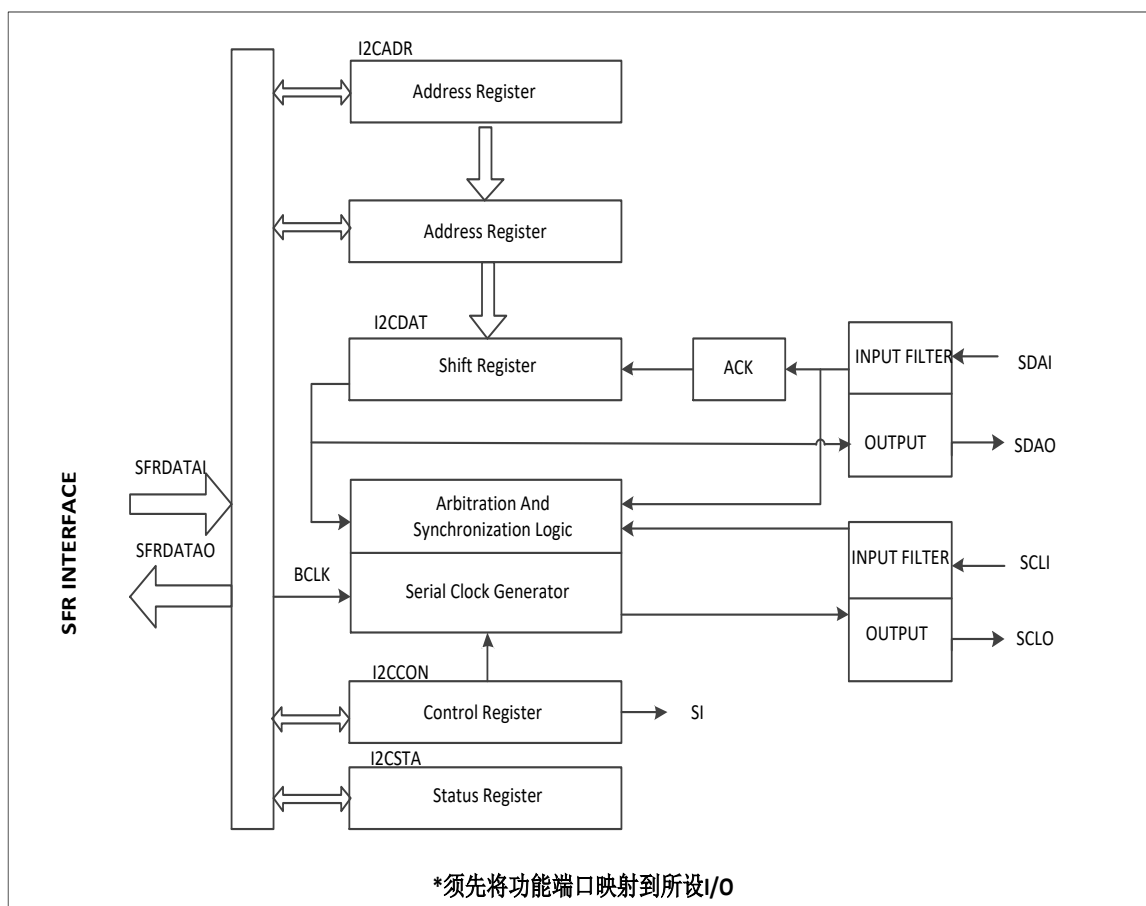 I2CADR
Address Register
Address Register
I2CDAT
Shift Register
ACK
INPUT FILTER
SDAI
OUTPUT
SDAO
SFR INTERFACE
SFRDATAI
SFRDATAO
BCLK
Arbitration And
Synchronization Logic
Serial Clock Generator
INPUT FILTER
SCLI
OUTPUT
SCLO
I2CCON
Control Register
SI
I2CSTA
Status Register
*须先将功能端口映射到所设I/O